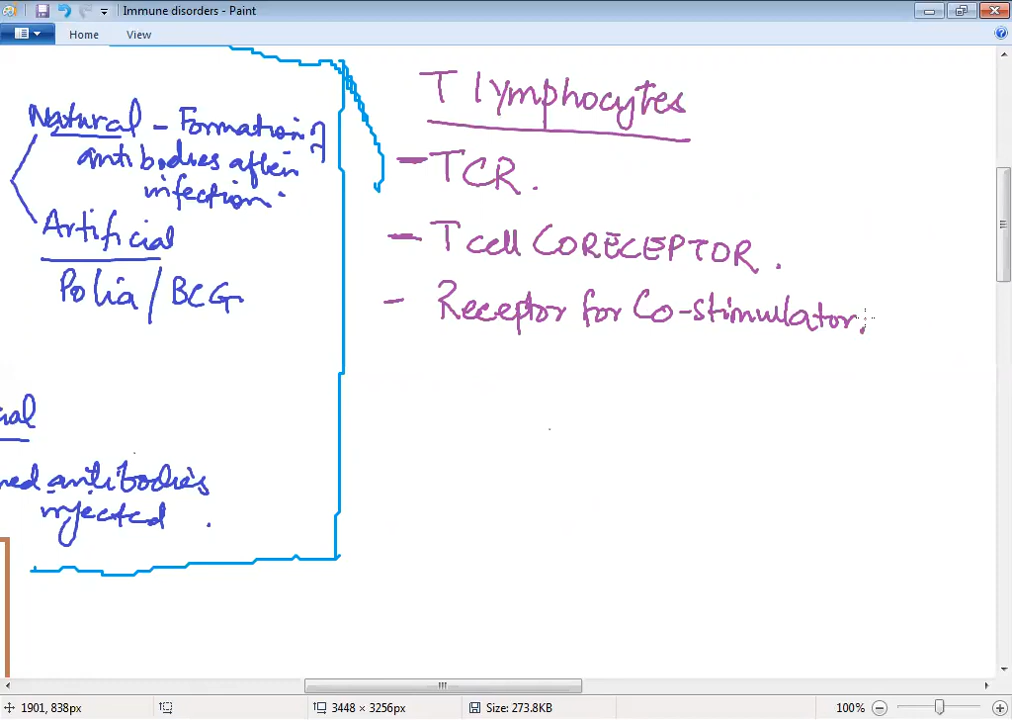 Immune disorders - Paint
Home View
Natural - Formation of
antibodies after
infection.
Artificial
Polia / BCG
ial
ned antibodies
injected .
T lymphocytes
- TCR.
- T cell CORECEPTOR .
- Receptor for Co-stimulator.
1901, 838px
3448 × 3256px
Size: 273.8KB
100%